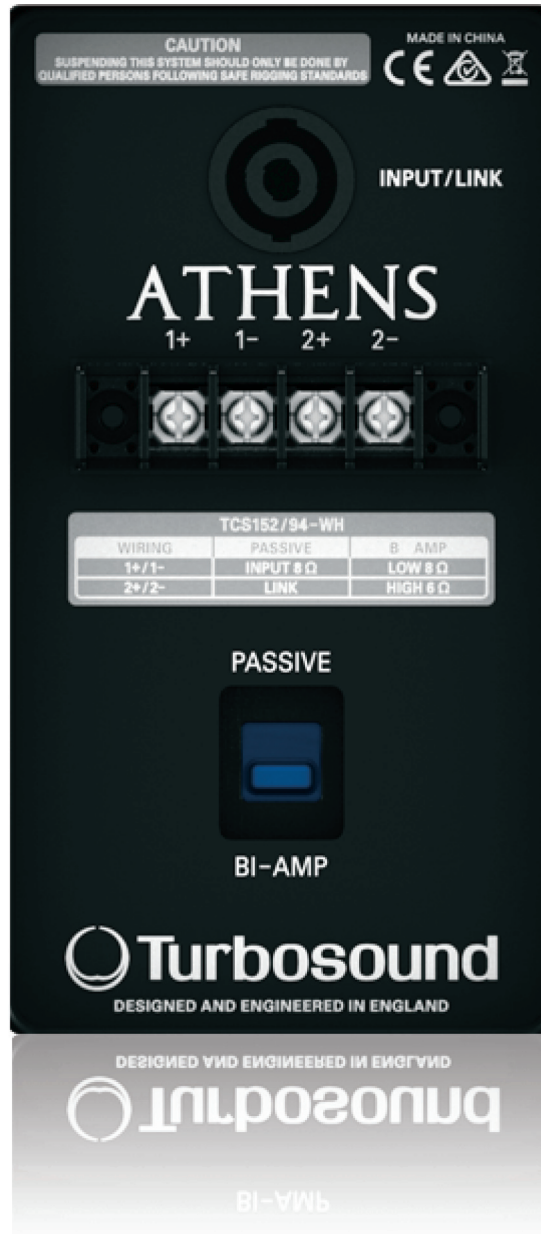 CAUTION
SUSPENDING THIS SYSTEM SHOULD ONLY BE DONE BY
QUALIFIED PERSONS FOLLOWING SAFE RIGGING STANDARDS
MADE IN CHINA
CE
INPUT/LINK
ATHENS
1+ 1- 2+ 2-
TCS152/94-WH
WIRING PASSIVE B AMP
1+/1- INPUT 8 Ω LOW 8 Ω
2+/2- LINK HIGH 6 Ω
PASSIVE
BI-AMP
Turbosound
DESIGNED AND ENGINEERED IN ENGLAND
DESIGNED AND ENGINEERED IN ENGLAND
Turbosound
BI-AMP